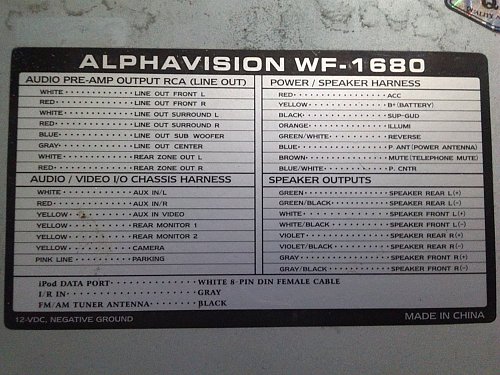 ALPHAVISION WF-1680
AUDIO PRE-AMP OUTPUT RCA (LINE OUT)
WHITE LINE OUT FRONT L
RED LINE OUT FRONT R
WHITE LINE OUT SURROUND L
RED LINE OUT SURROUND R
BLUE LINE OUT SUB WOOFER
GRAY LINE OUT CENTER
WHITE REAR ZONE OUT L
RED REAR ZONE OUT R
AUDIO / VIDEO I/O CHASSIS HARNESS
WHITE AUX IN/L
RED AUX IN/R
YELLOW AUX IN VIDEO
YELLOW REAR MONITOR 1
YELLOW REAR MONITOR 2
YELLOW CAMERA
PINK LINE PARKING
POWER / SPEAKER HARNESS
RED ACC
YELLOW B+(BATTERY)
BLACK SUP-GUD
ORANGE ILLUMI
GREEN/WHITE REVERSE
BLUE P ANT (POWER ANTENNA)
BROWN MUTE (TELEPHONE MUTE)
BLUE/WHITE P. CNTR
SPEAKER OUTPUTS
GREEN SPEAKER REAR L(+)
GREEN/BLACK SPEAKER REAR L(-)
WHITE SPEAKER FRONT L(+)
WHITE/BLACK SPEAKER FRONT L(-)
VIOLET SPEAKER REAR R(+)
VIOLET/BLACK SPEAKER REAR R(-)
GRAY SPEAKER FRONT R(+)
GRAY/BLACK SPEAKER FRONT R(-)
iPod DATA PORT WHITE 8-PIN DIN FEMALE CABLE
I/R IN GRAY
FM/AM TUNER ANTENNA BLACK
12-VDC, NEGATIVE GROUND
MADE IN CHINA